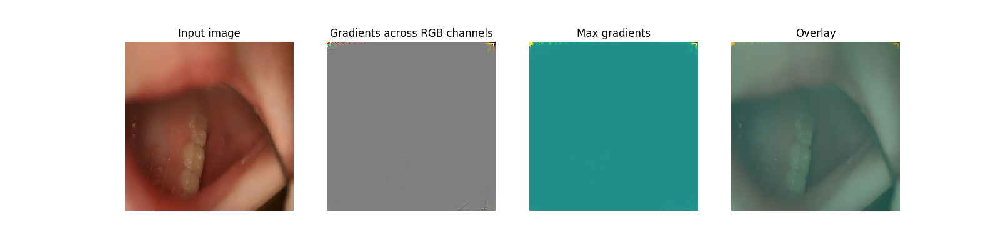 Input image
Gradients across RGB channels
Max gradients
Overlay